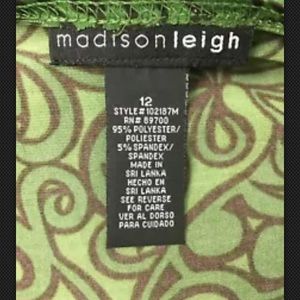 madisonleigh
12
STYLE#102187M
RN# 89700
95% POLYESTER/
POLIESTER
5% SPANDEX/
SPANDEX
MADE IN
SRI LANKA
HECHO EN
SRI LANKA
SEE REVERSE
FOR CARE
VER AL DORSO
PARA CUIDADO